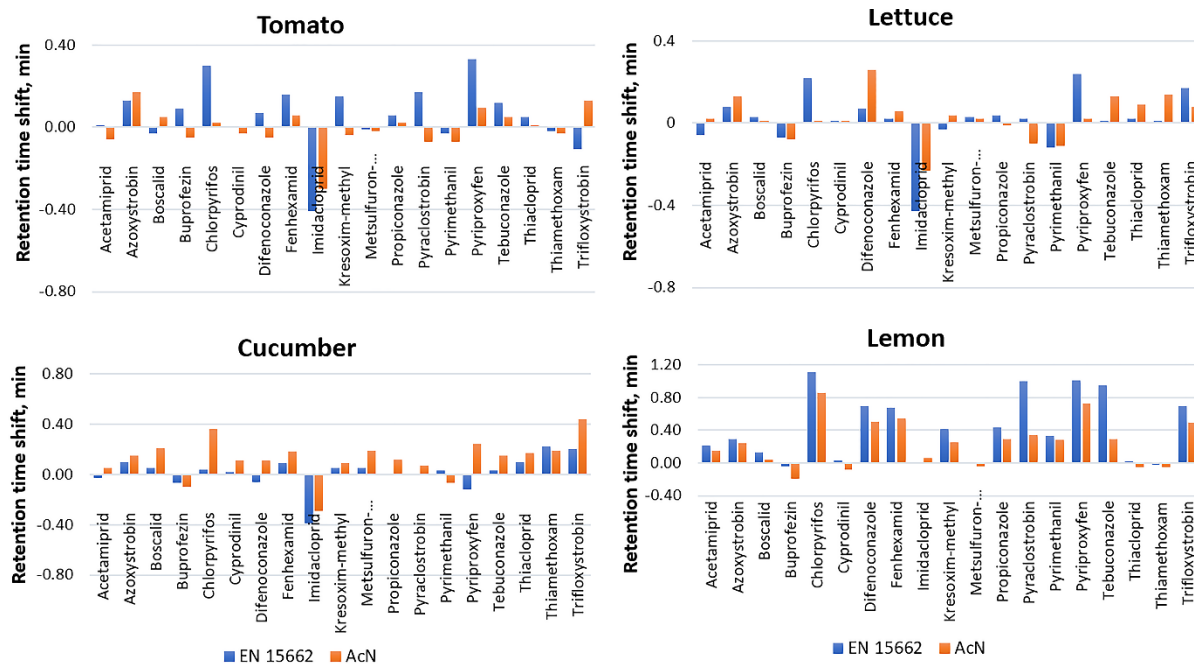 Tomato
Retention time shift, min
0.40
0.00
-0.40
-0.80
Acetamiprid
Azoxystrobin
Boscalid
Buprofezin
Chlorpyrifos
Cyprodinil
Difenoconazole
Fenhexamid
Imidacloprid
Kresoxim-methyl
Metsulfuron-...
Propiconazole
Pyraclostrobin
Pyrimethanil
Pyriproxyfen
Tebuconazole
Thiacloprid
Thiamethoxam
Trifloxystrobin
Lettuce
Retention time shift, min
0.4
0
-0.4
-0.8
Acetamiprid
Azoxystrobin
Boscalid
Buprofezin
Chlorpyrifos
Cyprodinil
Difenoconazole
Fenhexamid
Imidacloprid
Kresoxim-methyl
Metsulfuron-...
Propiconazole
Pyraclostrobin
Pyrimethanil
Pyriproxyfen
Tebuconazole
Thiacloprid
Thiamethoxam
Trifloxystrobin
Cucumber
Retention time shift, min
0.80
0.40
0.00
-0.40
-0.80
Acetamiprid
Azoxystrobin
Boscalid
Buprofezin
Chlorpyrifos
Cyprodinil
Difenoconazole
Fenhexamid
Imidacloprid
Kresoxim-methyl
Metsulfuron-...
Propiconazole
Pyraclostrobin
Pyrimethanil
Pyriproxyfen
Tebuconazole
Thiacloprid
Thiamethoxam
Trifloxystrobin
EN 15662 AcN
Lemon
Retention time shift, min
1.20
0.80
0.40
0.00
-0.40
Acetamiprid
Azoxystrobin
Boscalid
Buprofezin
Chlorpyrifos
Cyprodinil
Difenoconazole
Fenhexamid
Imidacloprid
Kresoxim-methyl
Metsulfuron-...
Propiconazole
Pyraclostrobin
Pyrimethanil
Pyriproxyfen
Tebuconazole
Thiacloprid
Thiamethoxam
Trifloxystrobin
EN 15662 AcN